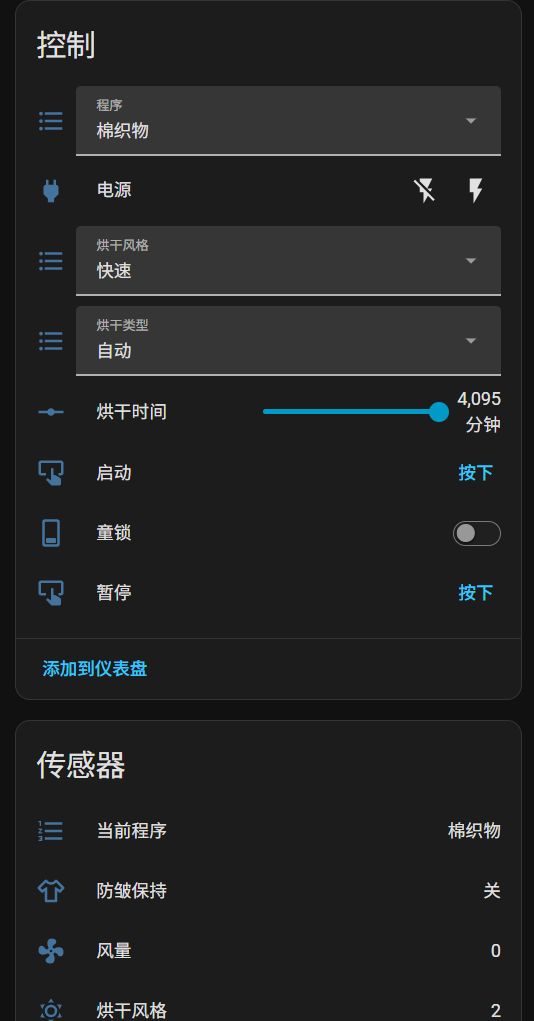 控制
程序
棉织物
电源
烘干风格
快速
烘干类型
自动
烘干时间
4,095
分钟
启动
按下
童锁
暂停
按下
添加到仪表盘
传感器
当前程序
棉织物
防皱保持
关
风量
0
烘干风格
2